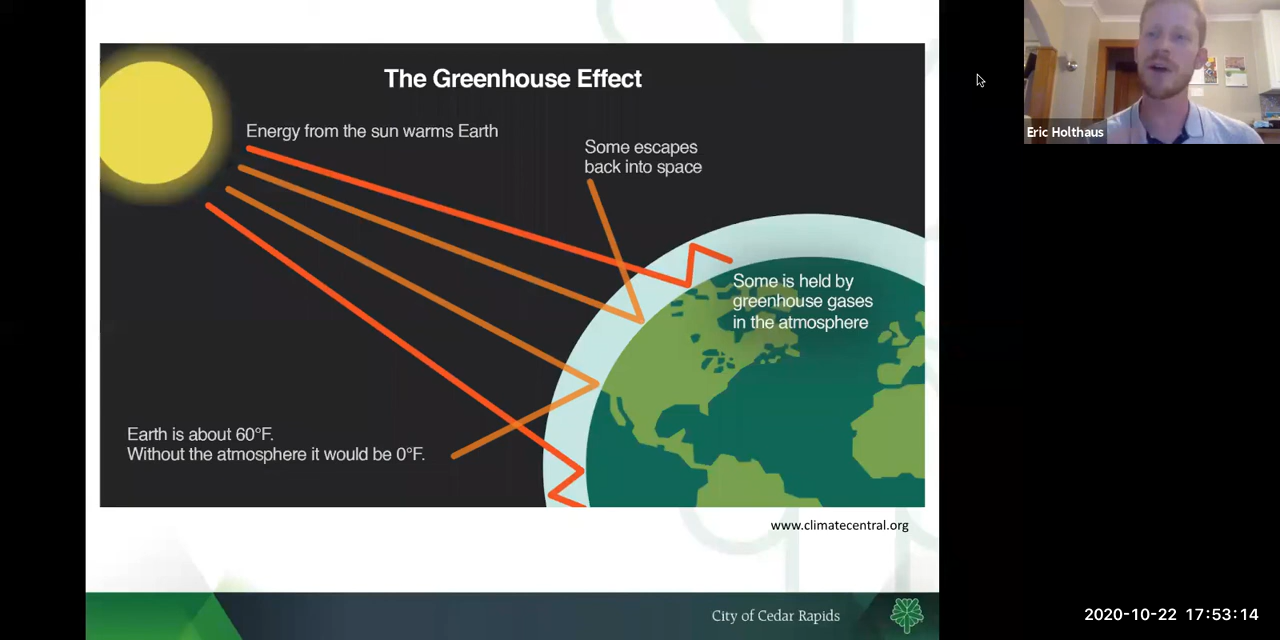 The Greenhouse Effect
Energy from the sun warms Earth
Some escapes
back into space
Some is held by
greenhouse gases
in the atmosphere
Earth is about 60°F.
Without the atmosphere it would be 0°F.
www.climatecentral.org
City of Cedar Rapids
Eric Holthaus
2020-10-22 17:53:14